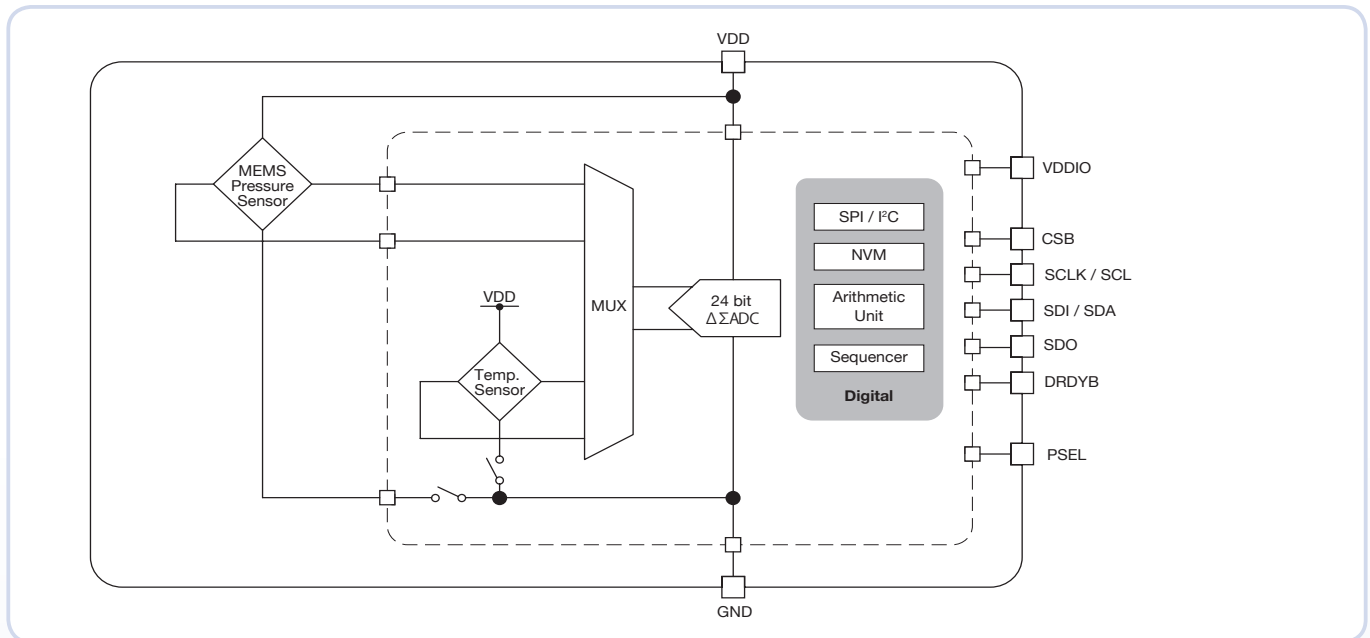 VDD
MEMS
Pressure
Sensor
VDD
Temp.
Sensor
MUX
24 bit
ΔΣADC
SPI / I²C
NVM
Arithmetic
Unit
Sequencer
Digital
VDDIO
CSB
SCLK / SCL
SDI / SDA
SDO
DRDYB
PSEL
GND